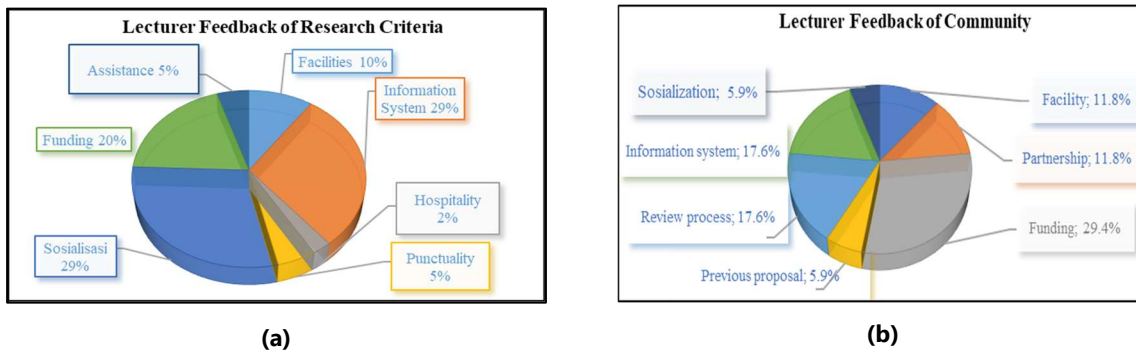 Lecturer Feedback of Research Criteria
Assistance 5%
Facilities 10%
Information
System 29%
Funding 20%
Hospitality
2%
Sosialisasi
29%
Punctuality
5%
(a)
Lecturer Feedback of Community
Sosialization; 5.9%
Facility; 11.8%
Information system; 17.6%
Partnership; 11.8%
Review process; 17.6%
Funding; 29.4%
Previous proposal; 5.9%
(b)